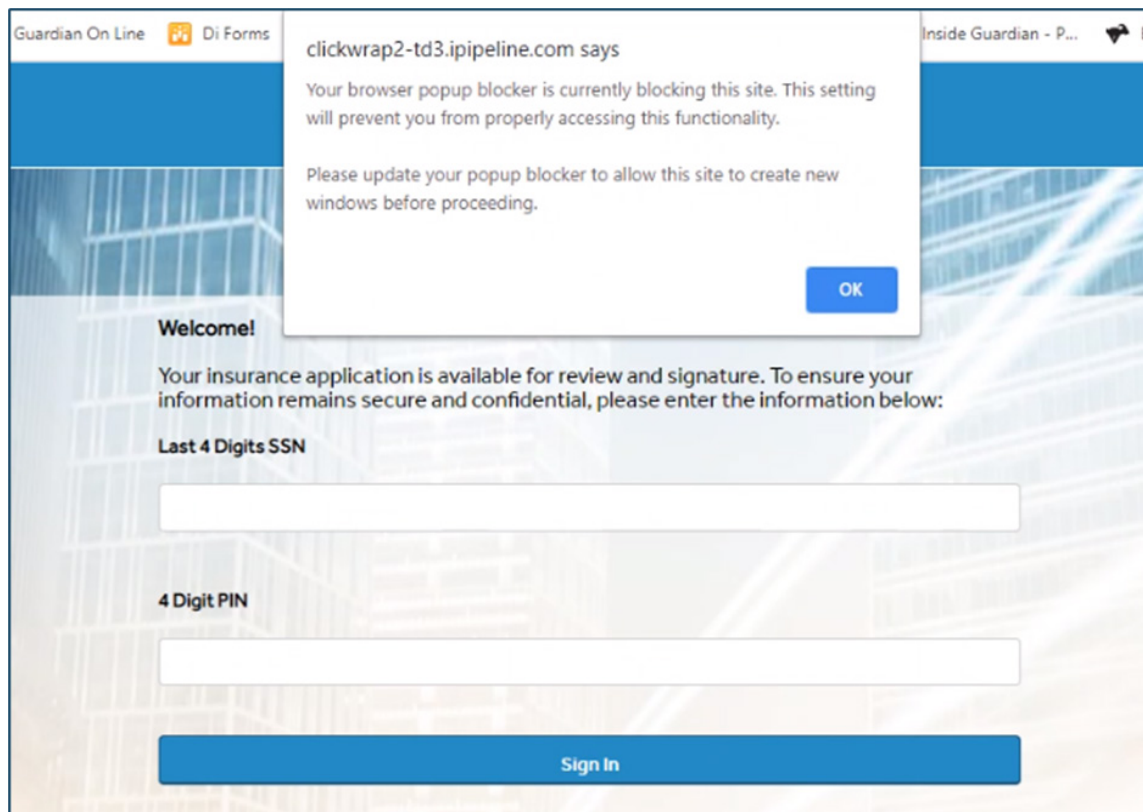 Guardian On Line Di Forms Inside Guardian - P...
clickwrap2-td3.ipipeline.com says
Your browser popup blocker is currently blocking this site. This setting
will prevent you from properly accessing this functionality.
Please update your popup blocker to allow this site to create new
windows before proceeding.
OK
Welcome!
Your insurance application is available for review and signature. To ensure your
information remains secure and confidential, please enter the information below:
Last 4 Digits SSN
4 Digit PIN
Sign In